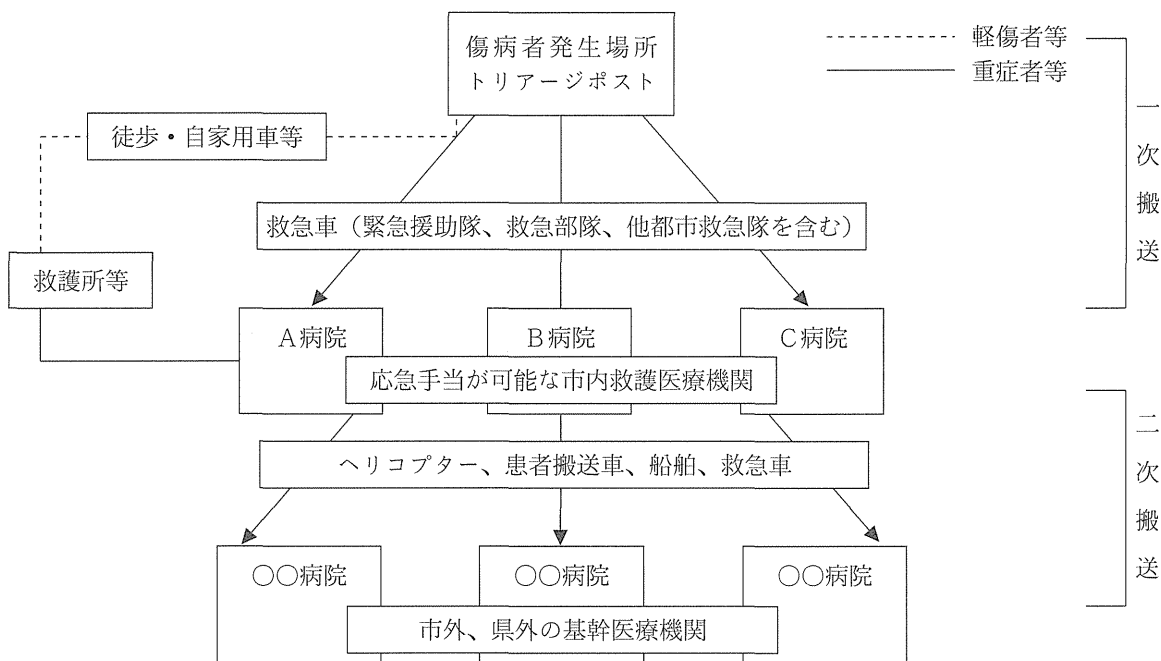 傷病者発生場所
トリアージポスト
軽傷者等
重症者等
一次搬送
徒歩・自家用車等
救急車（緊急援助隊、救急部隊、他都市救急隊を含む）
救護所等
A病院
B病院
C病院
応急手当が可能な市内救護医療機関
二次搬送
ヘリコプター、患者搬送車、船舶、救急車
○○病院
○○病院
○○病院
市外、県外の基幹医療機関